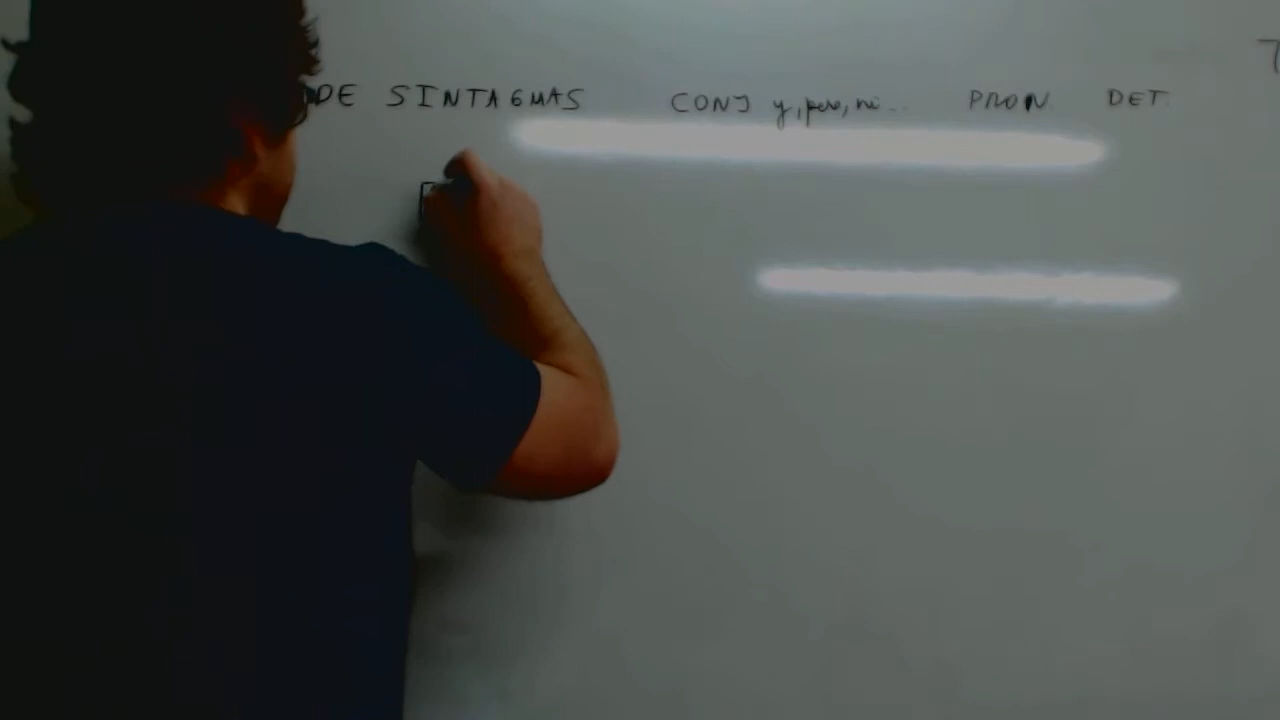 DE SINTAGMAS CONJ y, pero, ni... PRON. DET.